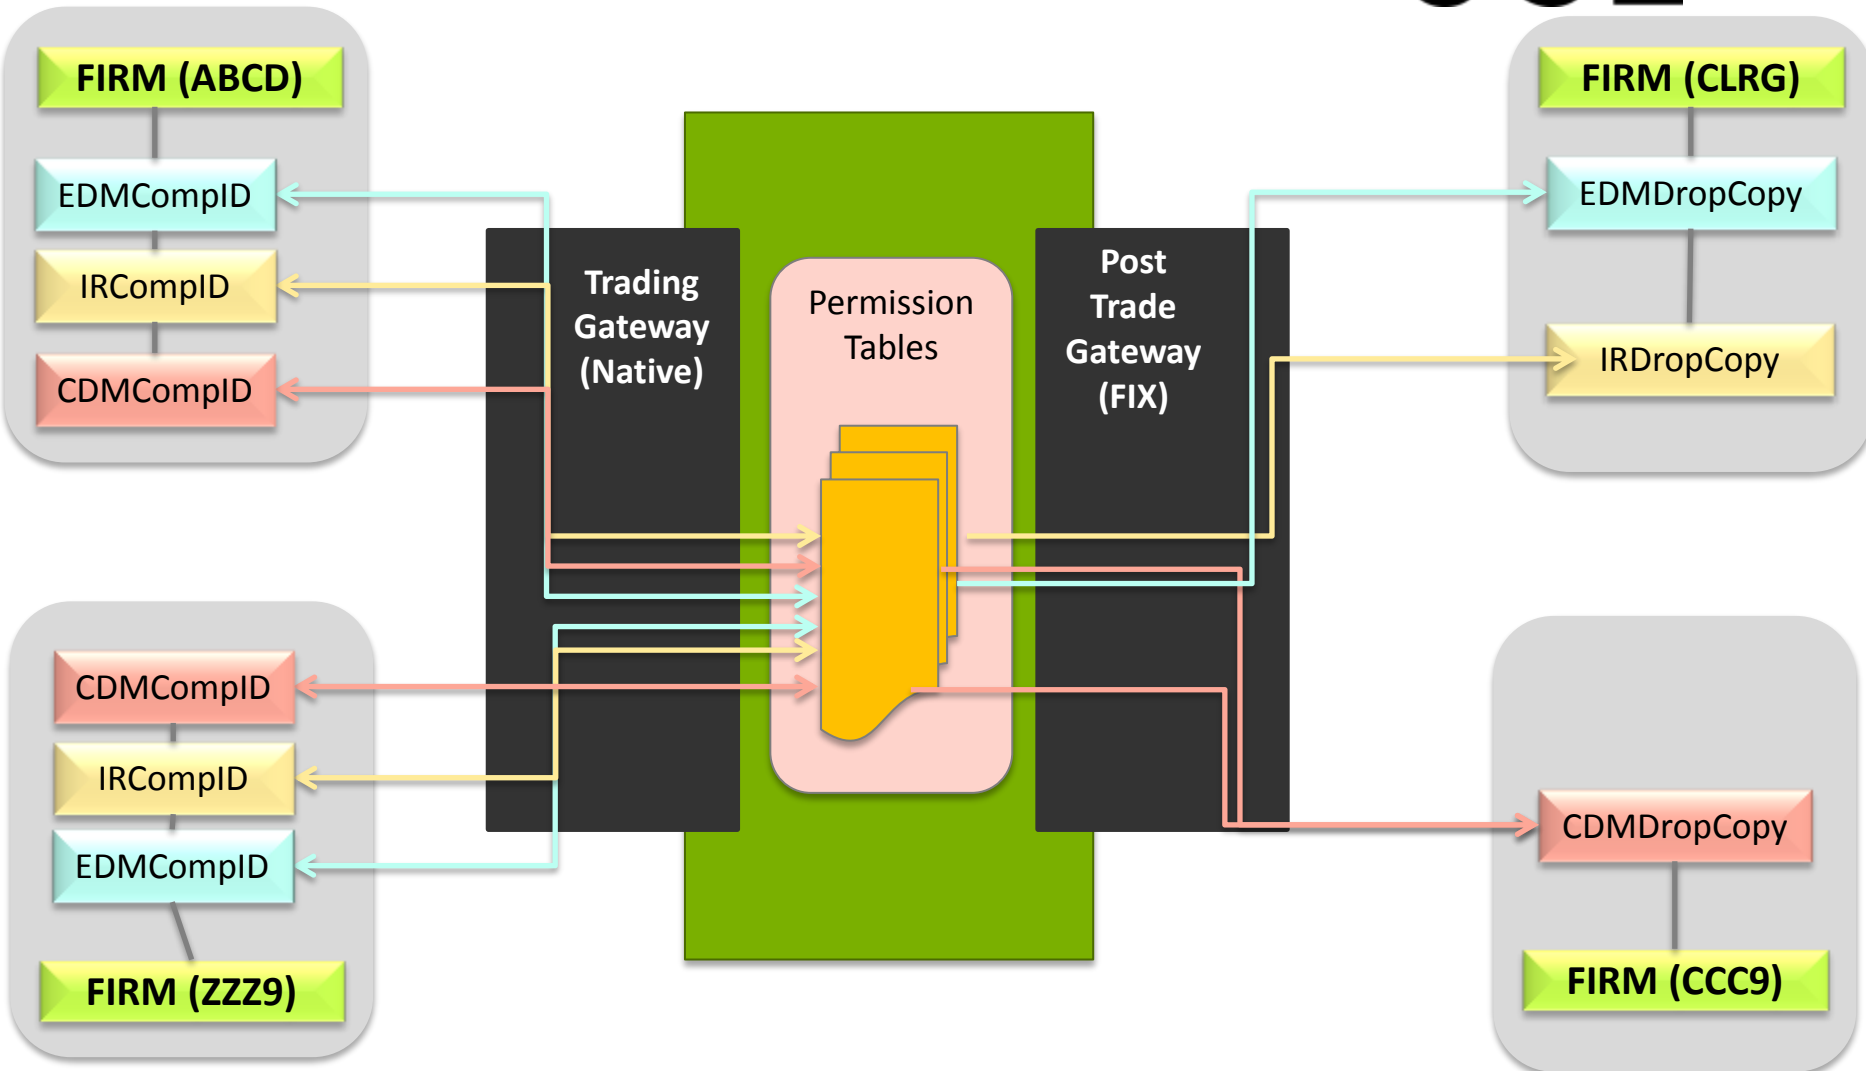 FIRM (ABCD)
EDMCompID
IRCompID
CDMCompID
CDMCompID
IRCompID
EDMCompID
FIRM (ZZZ9)
Trading
Gateway
(Native)
Permission
Tables
Post
Trade
Gateway
(FIX)
FIRM (CLRG)
EDMDropCopy
IRDropCopy
CDMDropCopy
FIRM (CCC9)